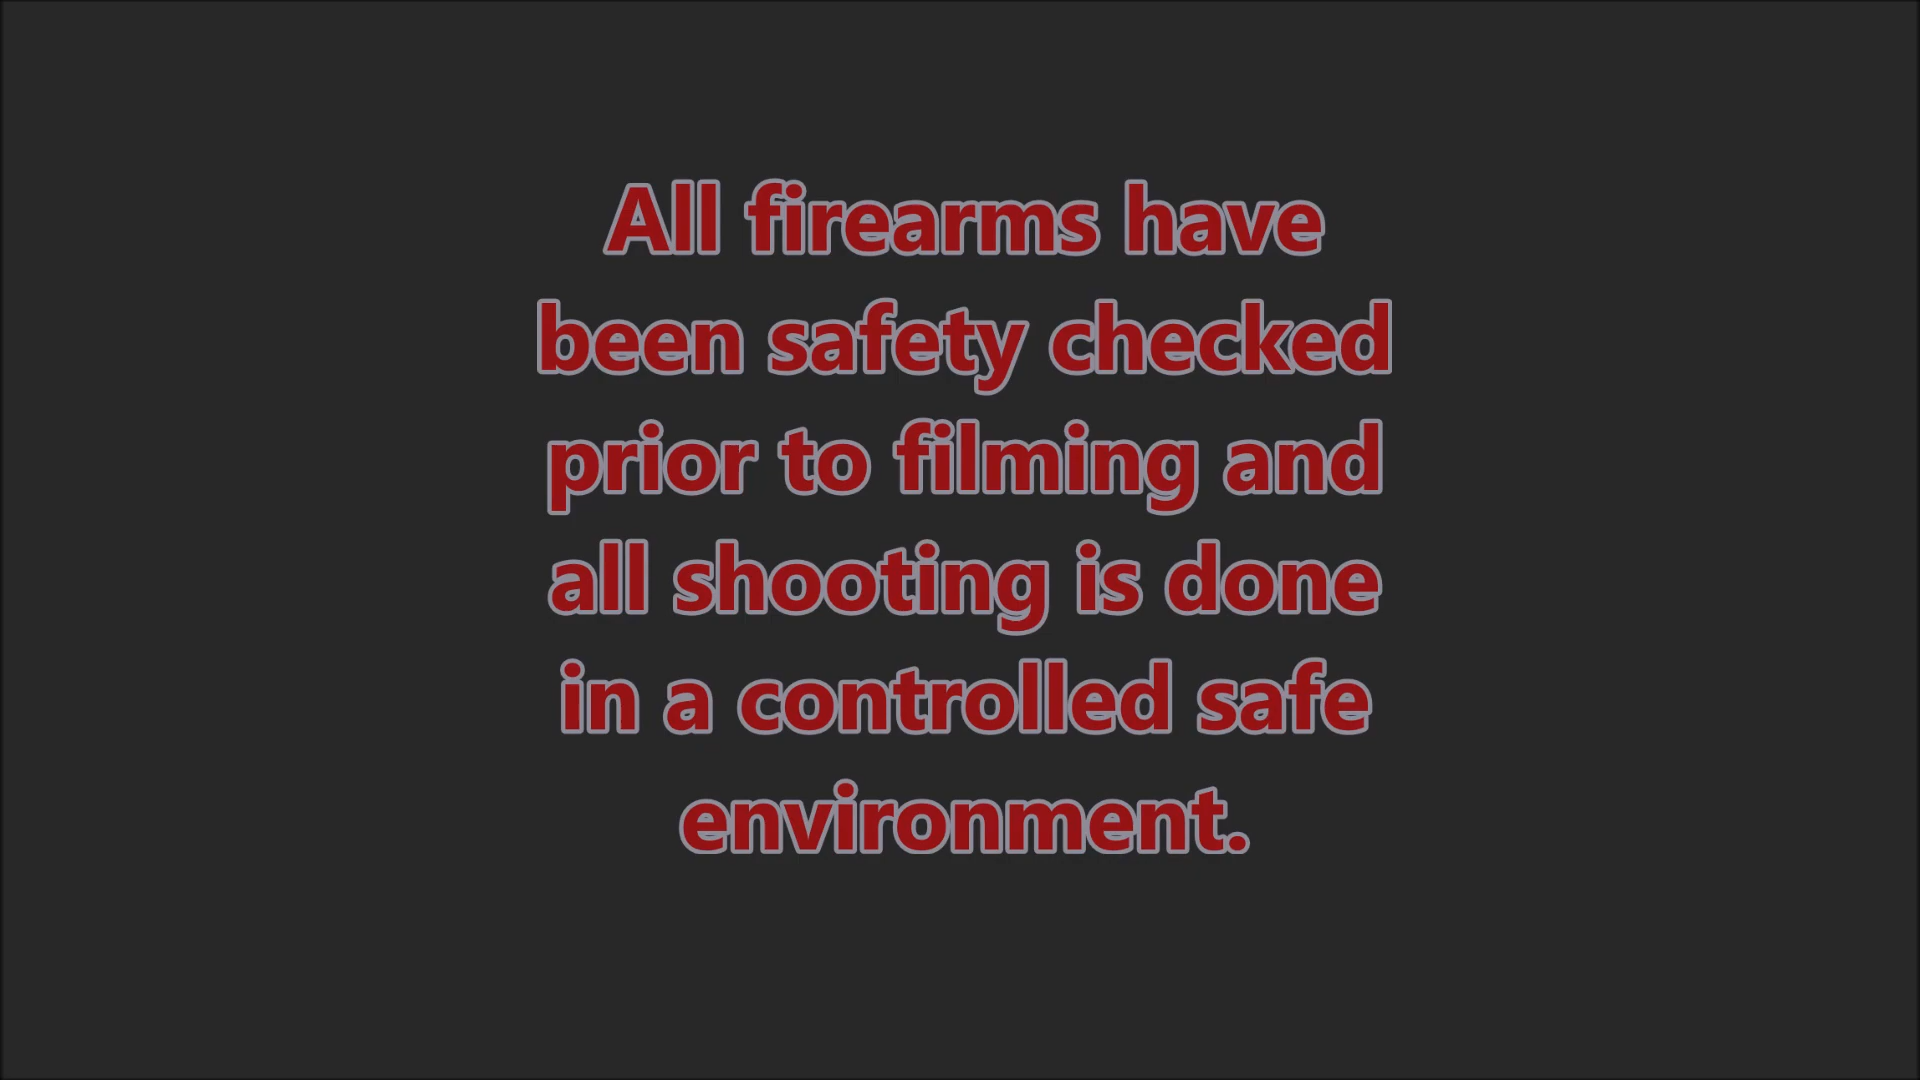 All firearms have
been safety checked
prior to filming and
all shooting is done
in a controlled safe
environment.